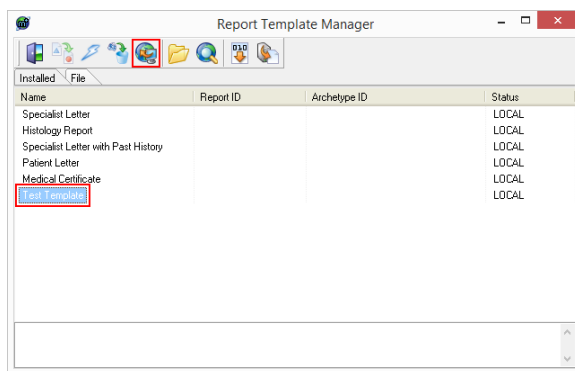 Report Template Manager
Installed File
Name Report ID Archetype ID Status
Specialist Letter LOCAL
Histology Report LOCAL
Specialist Letter with Past History LOCAL
Patient Letter LOCAL
Medical Certificate LOCAL
Test Template LOCAL